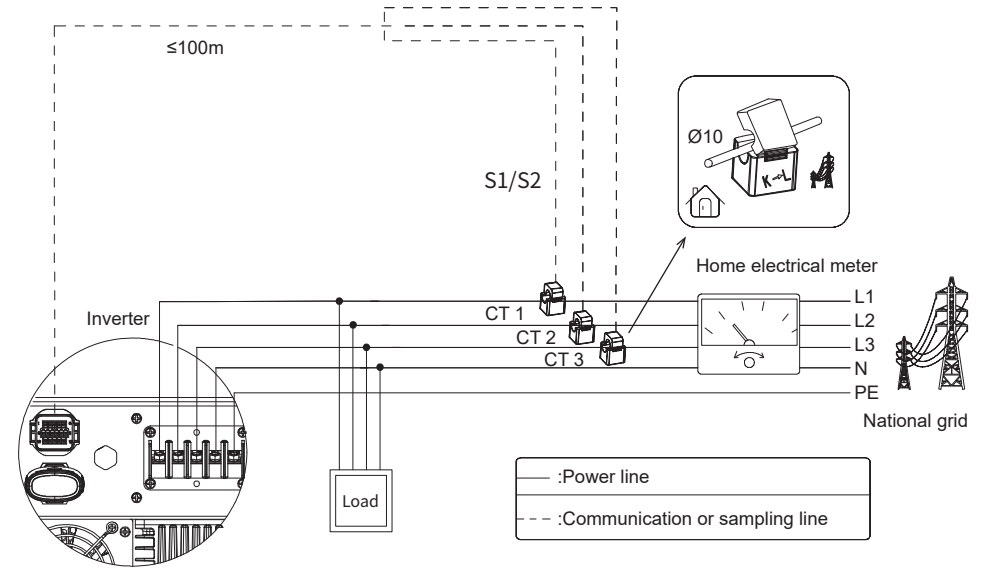 ≤100m
Ø10
K→L
S1/S2
Home electrical meter
Inverter
CT 1
CT 2
CT 3
L1
L2
L3
N
PE
National grid
Load
:Power line
:Communication or sampling line